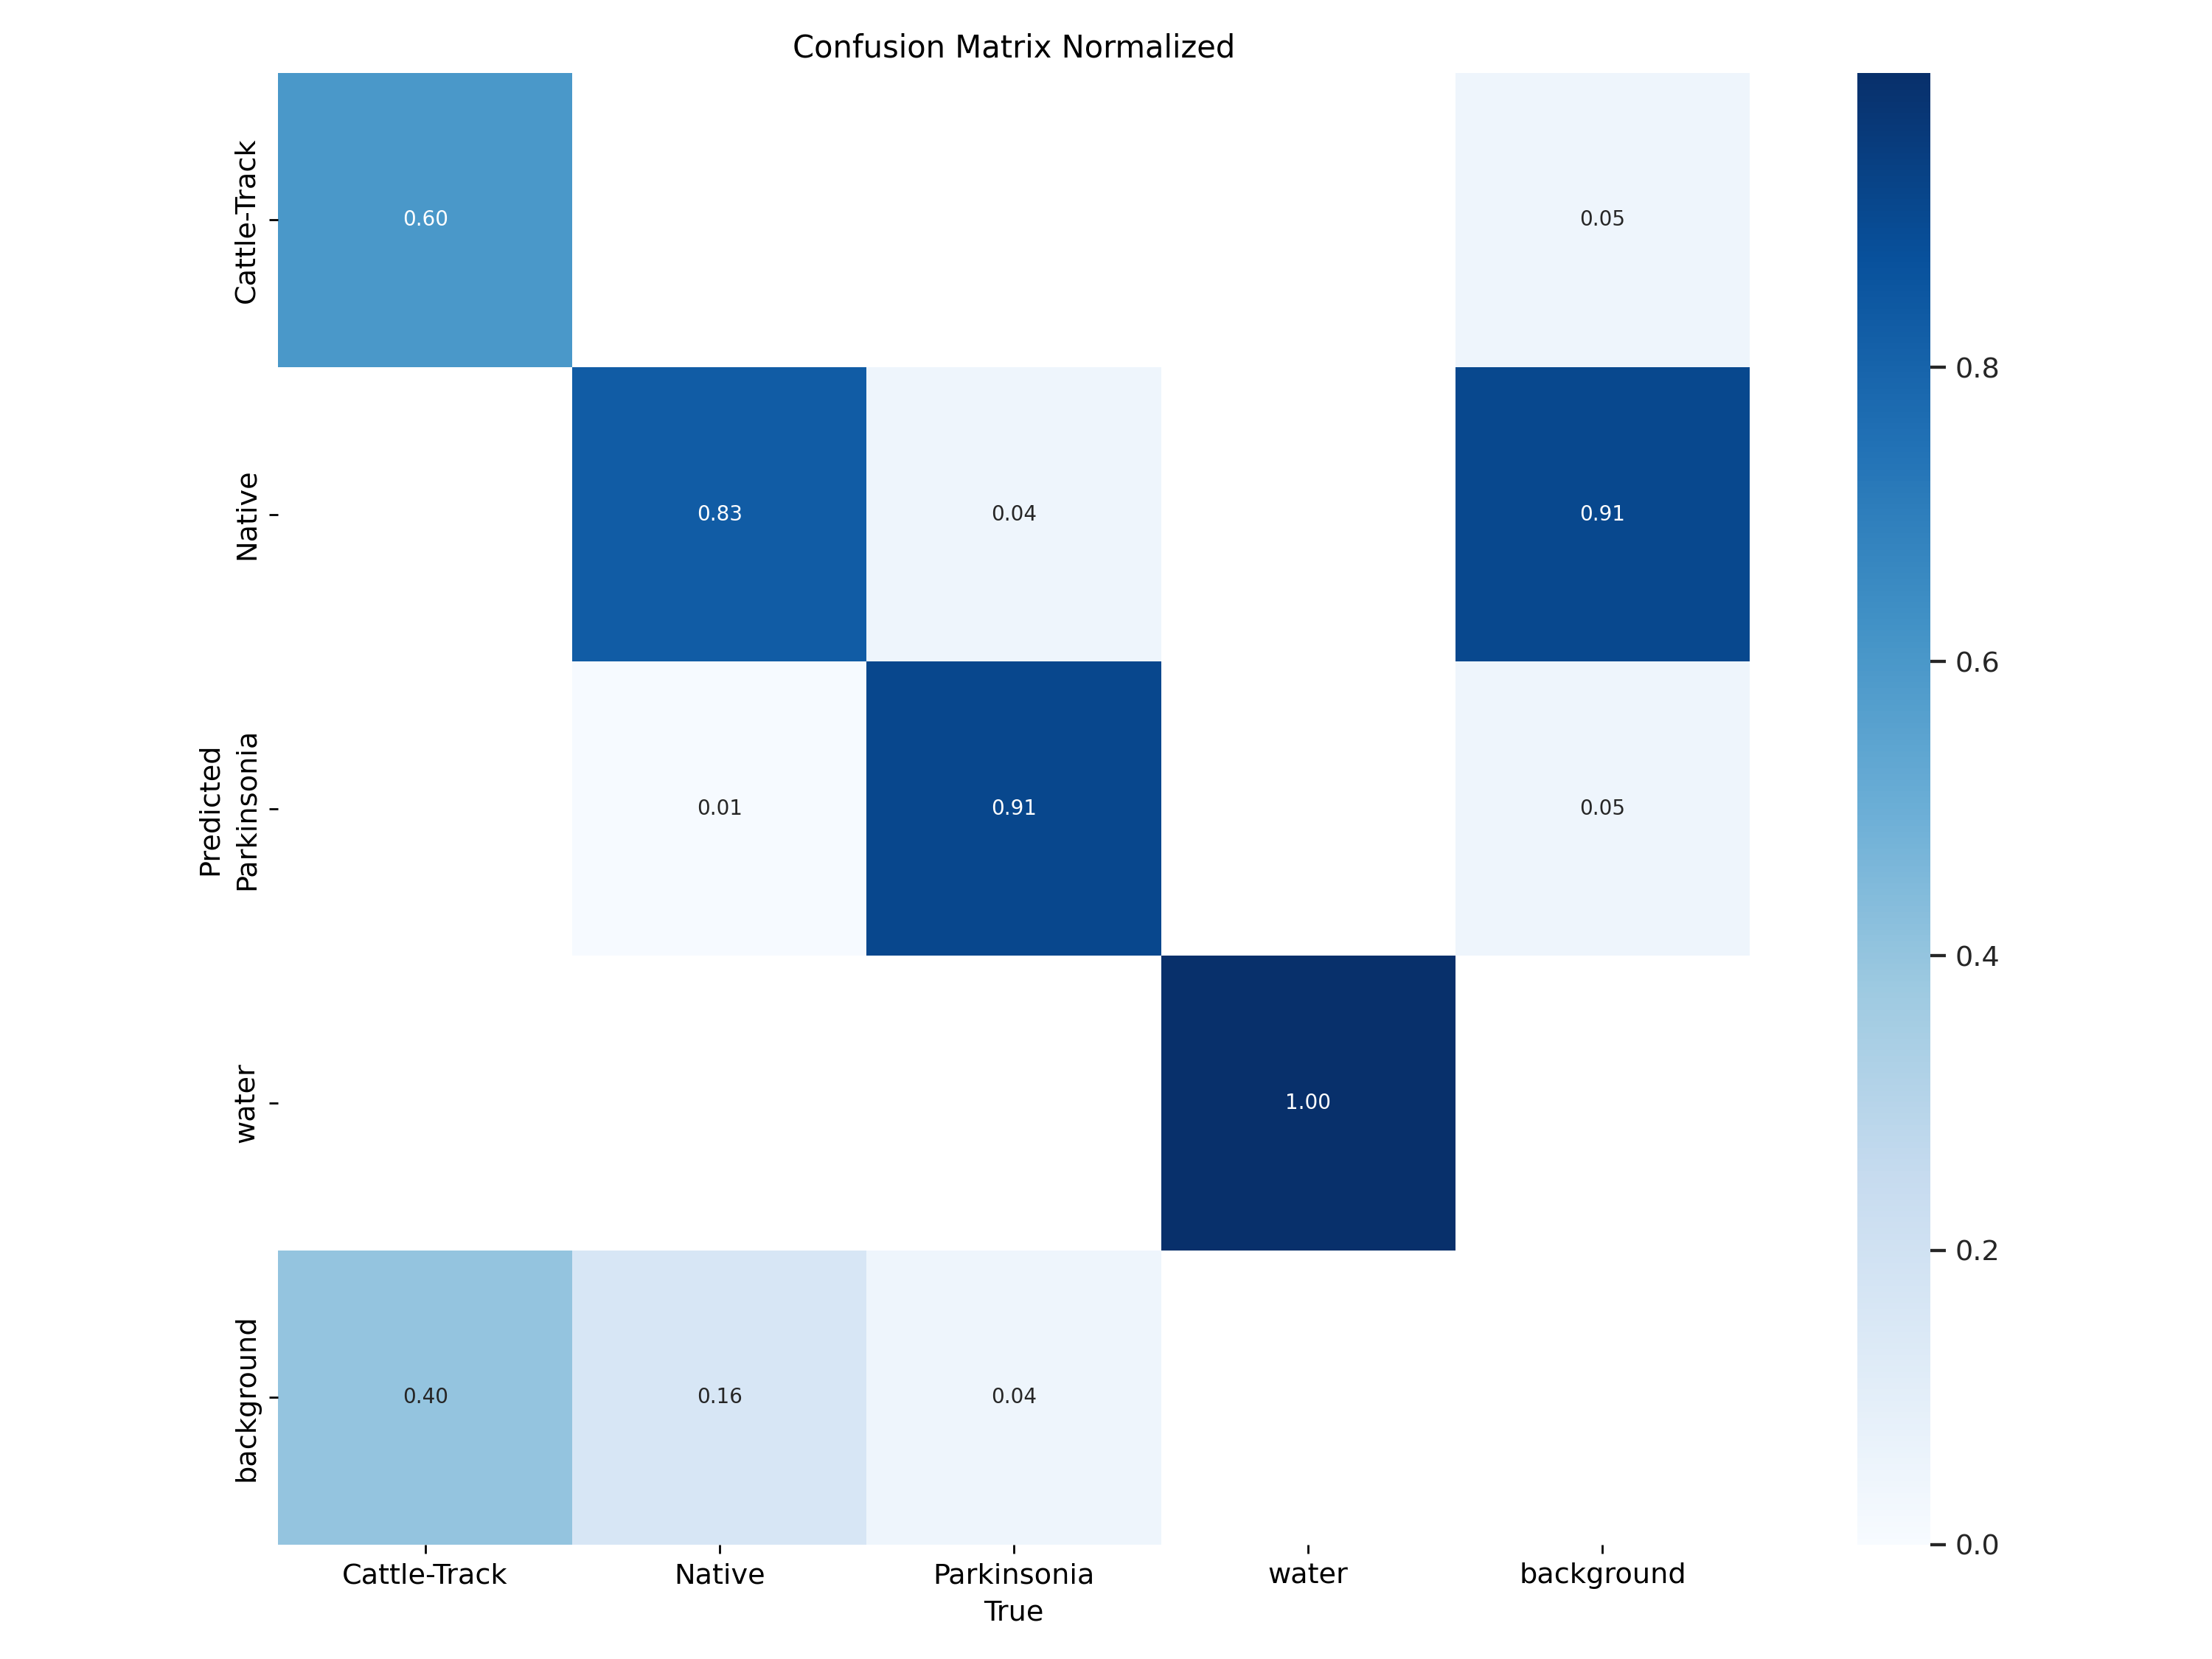 Confusion Matrix Normalized
Cattle-Track
0.60
0.05
0.8
Native
0.83
0.04
0.91
0.6
Predicted
Parkinsonia
0.01
0.91
0.05
0.4
water
1.00
0.2
background
0.40
0.16
0.04
0.0
Cattle-Track Native Parkinsonia water background
True